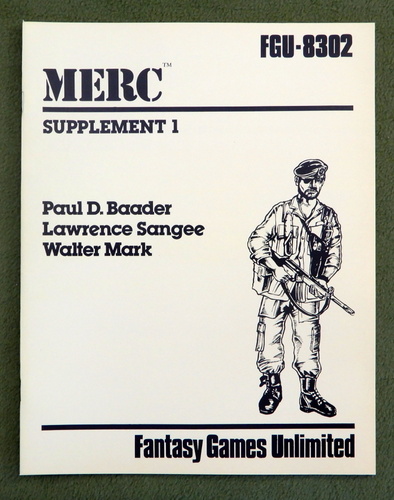 FGU-8302
MERC™
SUPPLEMENT 1
Paul D. Baader
Lawrence Sangee
Walter Mark
Fantasy Games Unlimited